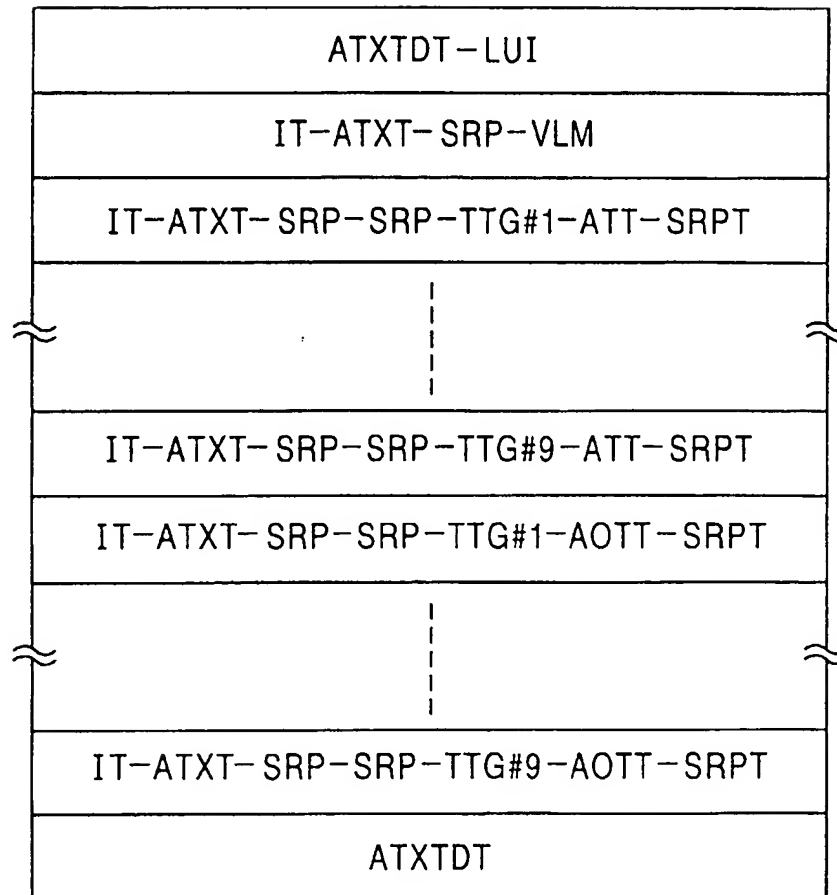 ATXTDT-LUI
IT-ATXT-SRP-VLM
IT-ATXT-SRP-SRP-TTG#1-ATT-SRPT
IT-ATXT-SRP-SRP-TTG#9-ATT-SRPT
IT-ATXT-SRP-SRP-TTG#1-AOTT-SRPT
IT-ATXT-SRP-SRP-TTG#9-AOTT-SRPT
ATXTDT